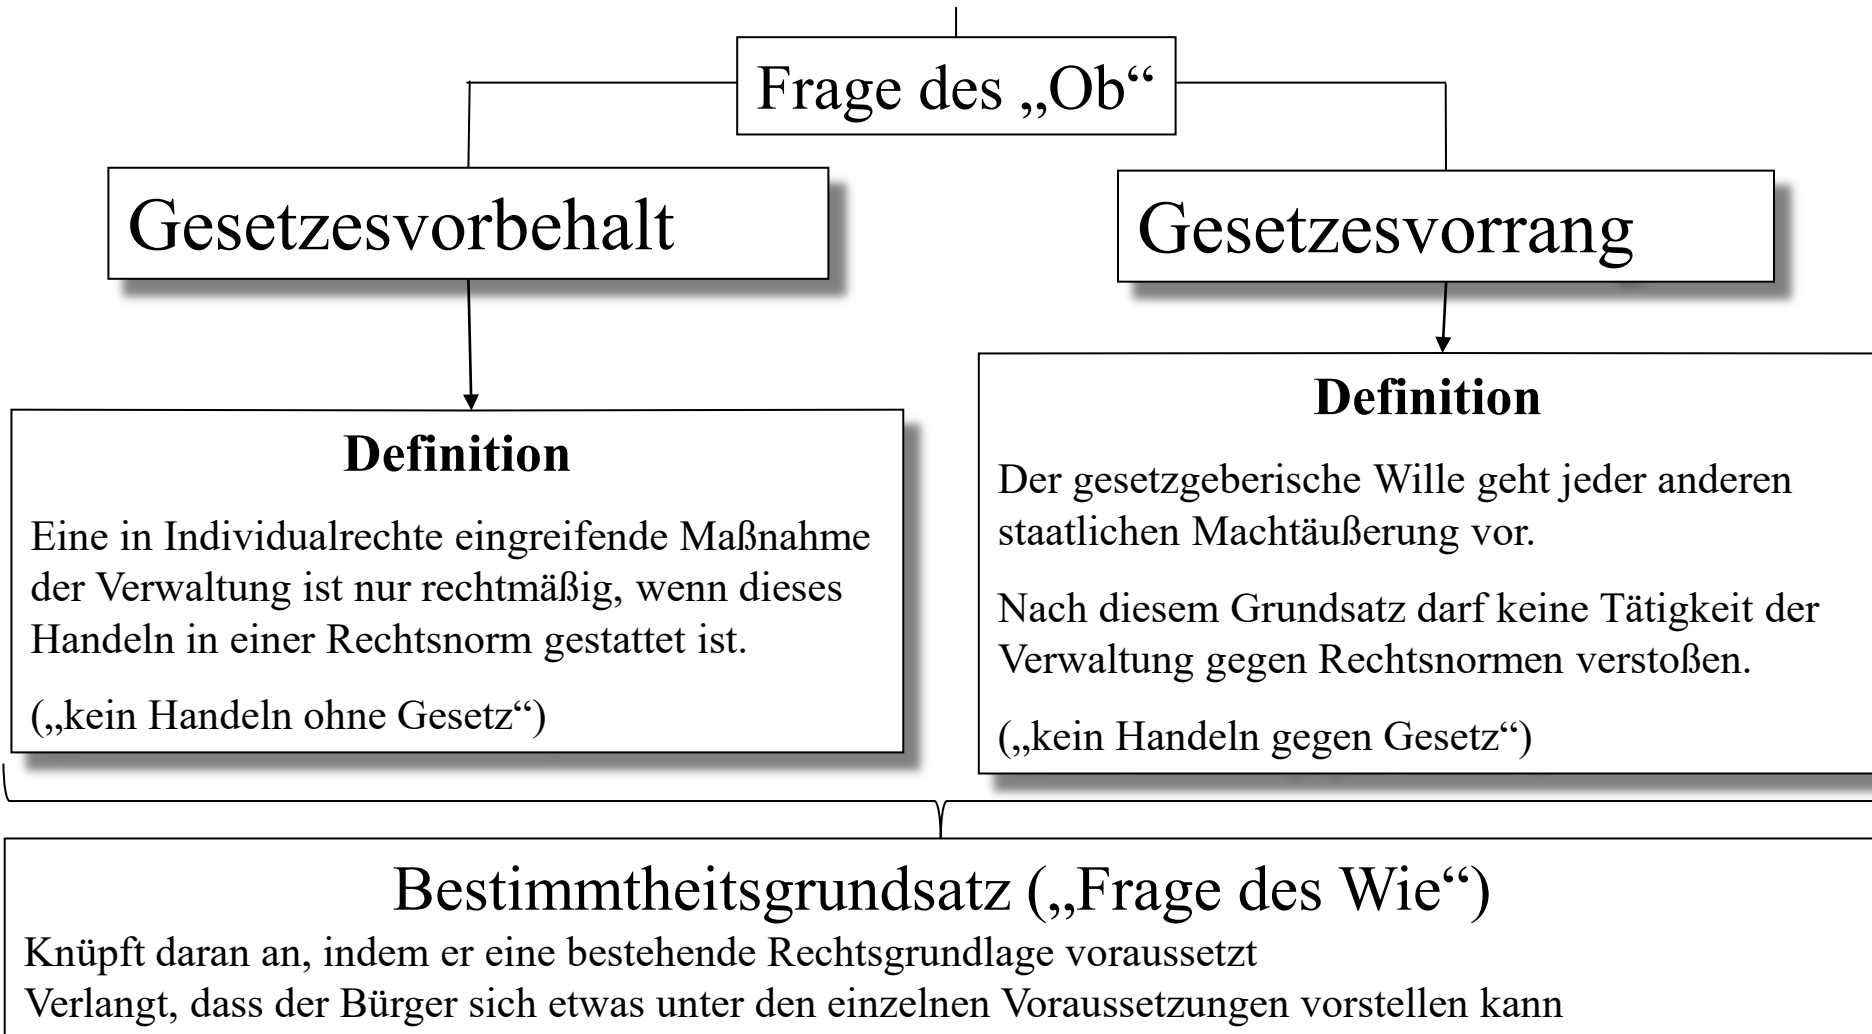 Frage des „Ob“
Gesetzesvorbehalt
Gesetzesvorrang
Definition
Eine in Individualrechte eingreifende Maßnahme
der Verwaltung ist nur rechtmäßig, wenn dieses
Handeln in einer Rechtsnorm gestattet ist.
(„kein Handeln ohne Gesetz“)
Definition
Der gesetzgeberische Wille geht jeder anderen
staatlichen Machtäußerung vor.
Nach diesem Grundsatz darf keine Tätigkeit der
Verwaltung gegen Rechtsnormen verstoßen.
(„kein Handeln gegen Gesetz“)
Bestimmtheitsgrundsatz („Frage des Wie“)
Knüpft daran an, indem er eine bestehende Rechtsgrundlage voraussetzt
Verlangt, dass der Bürger sich etwas unter den einzelnen Voraussetzungen vorstellen kann